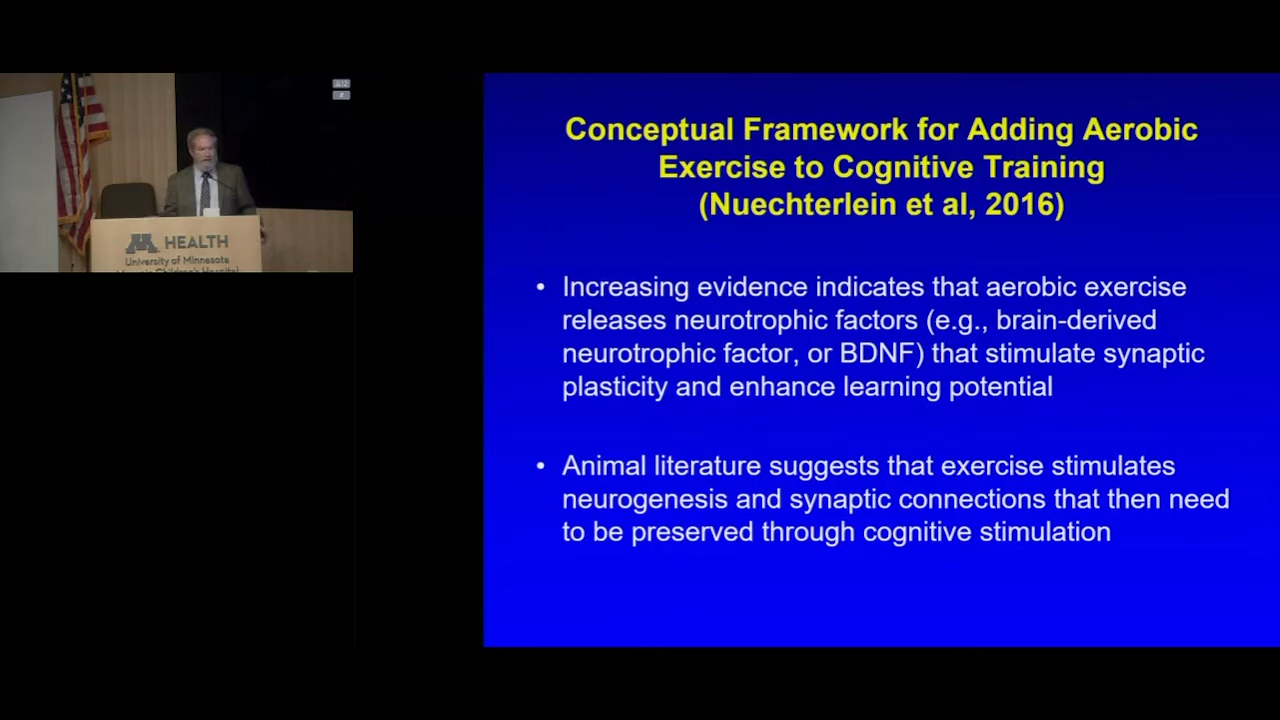 M HEALTH
University of Minnesota
Masonic Children's Hospital
Conceptual Framework for Adding Aerobic
Exercise to Cognitive Training
(Nuechterlein et al, 2016)
• Increasing evidence indicates that aerobic exercise
releases neurotrophic factors (e.g., brain-derived
neurotrophic factor, or BDNF) that stimulate synaptic
plasticity and enhance learning potential
• Animal literature suggests that exercise stimulates
neurogenesis and synaptic connections that then need
to be preserved through cognitive stimulation